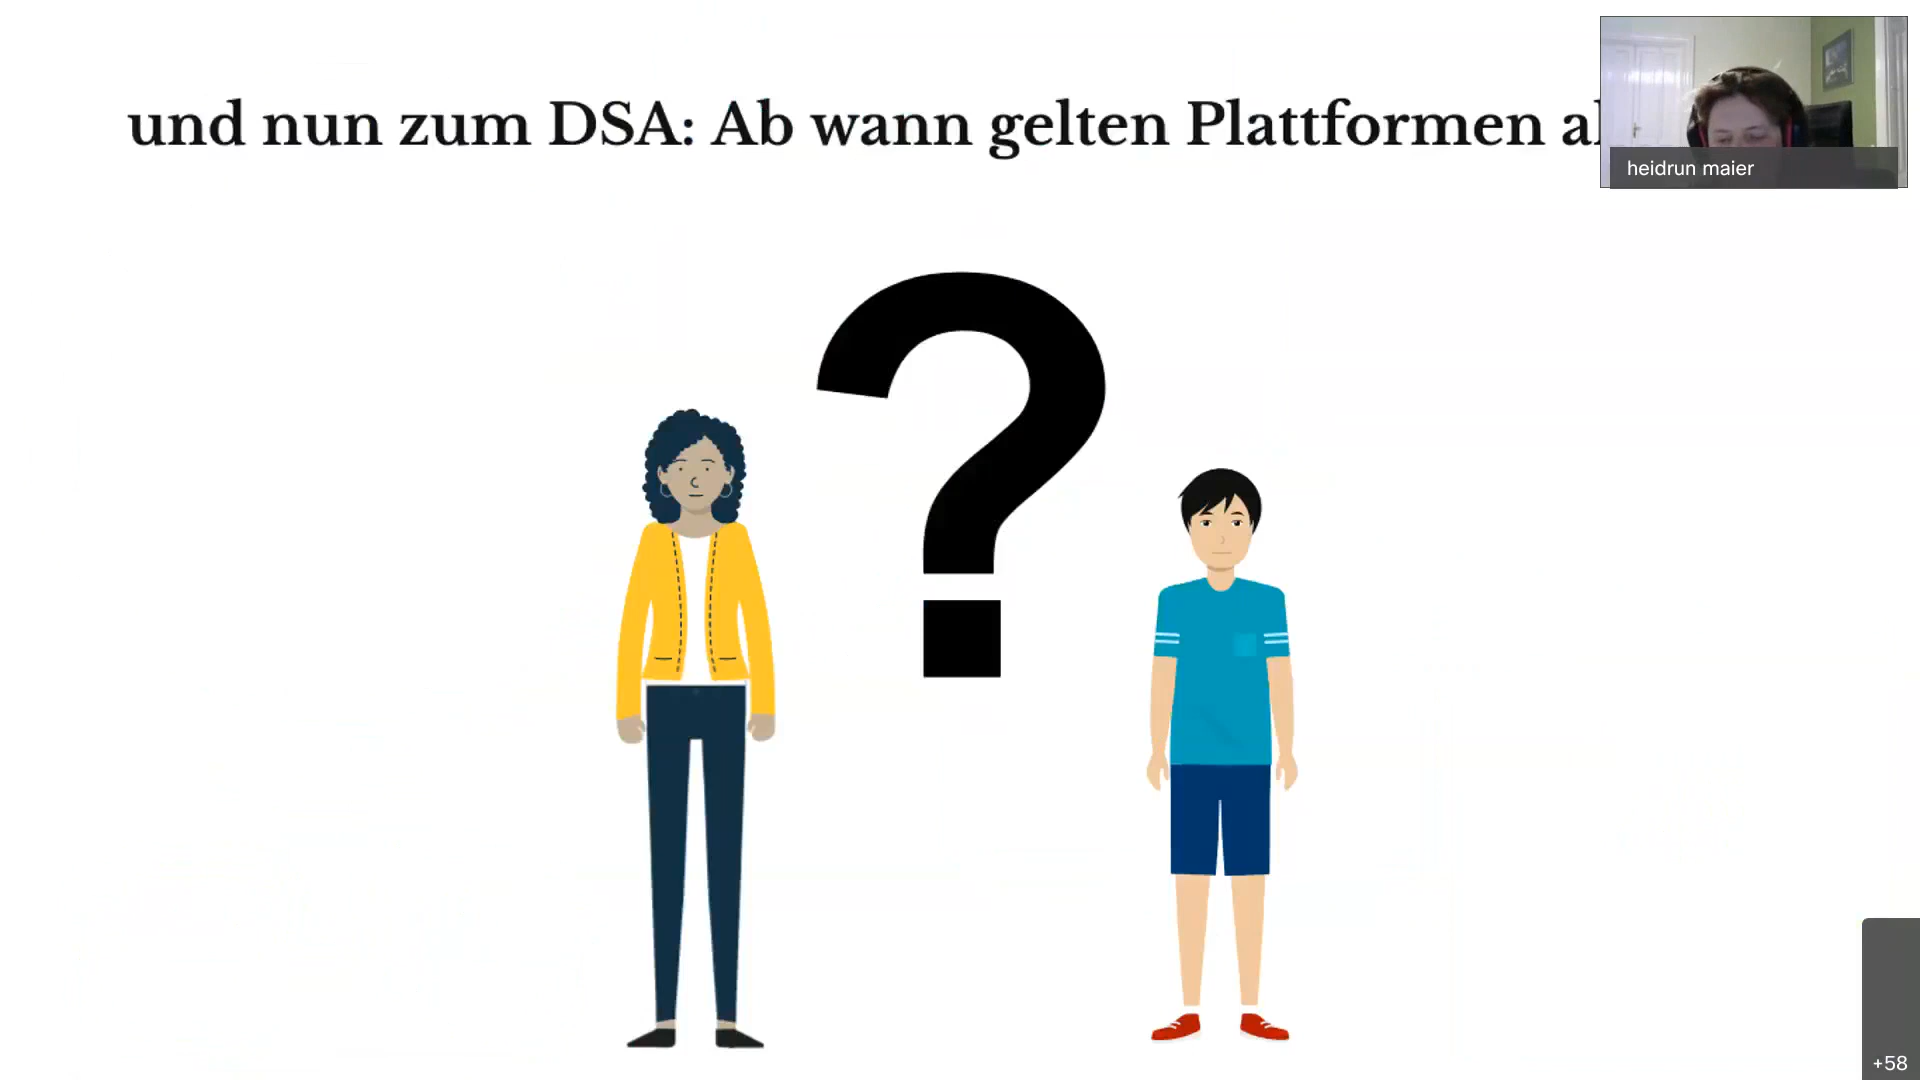 und nun zum DSA: Ab wann gelten Plattformen
heidrun maier
+58